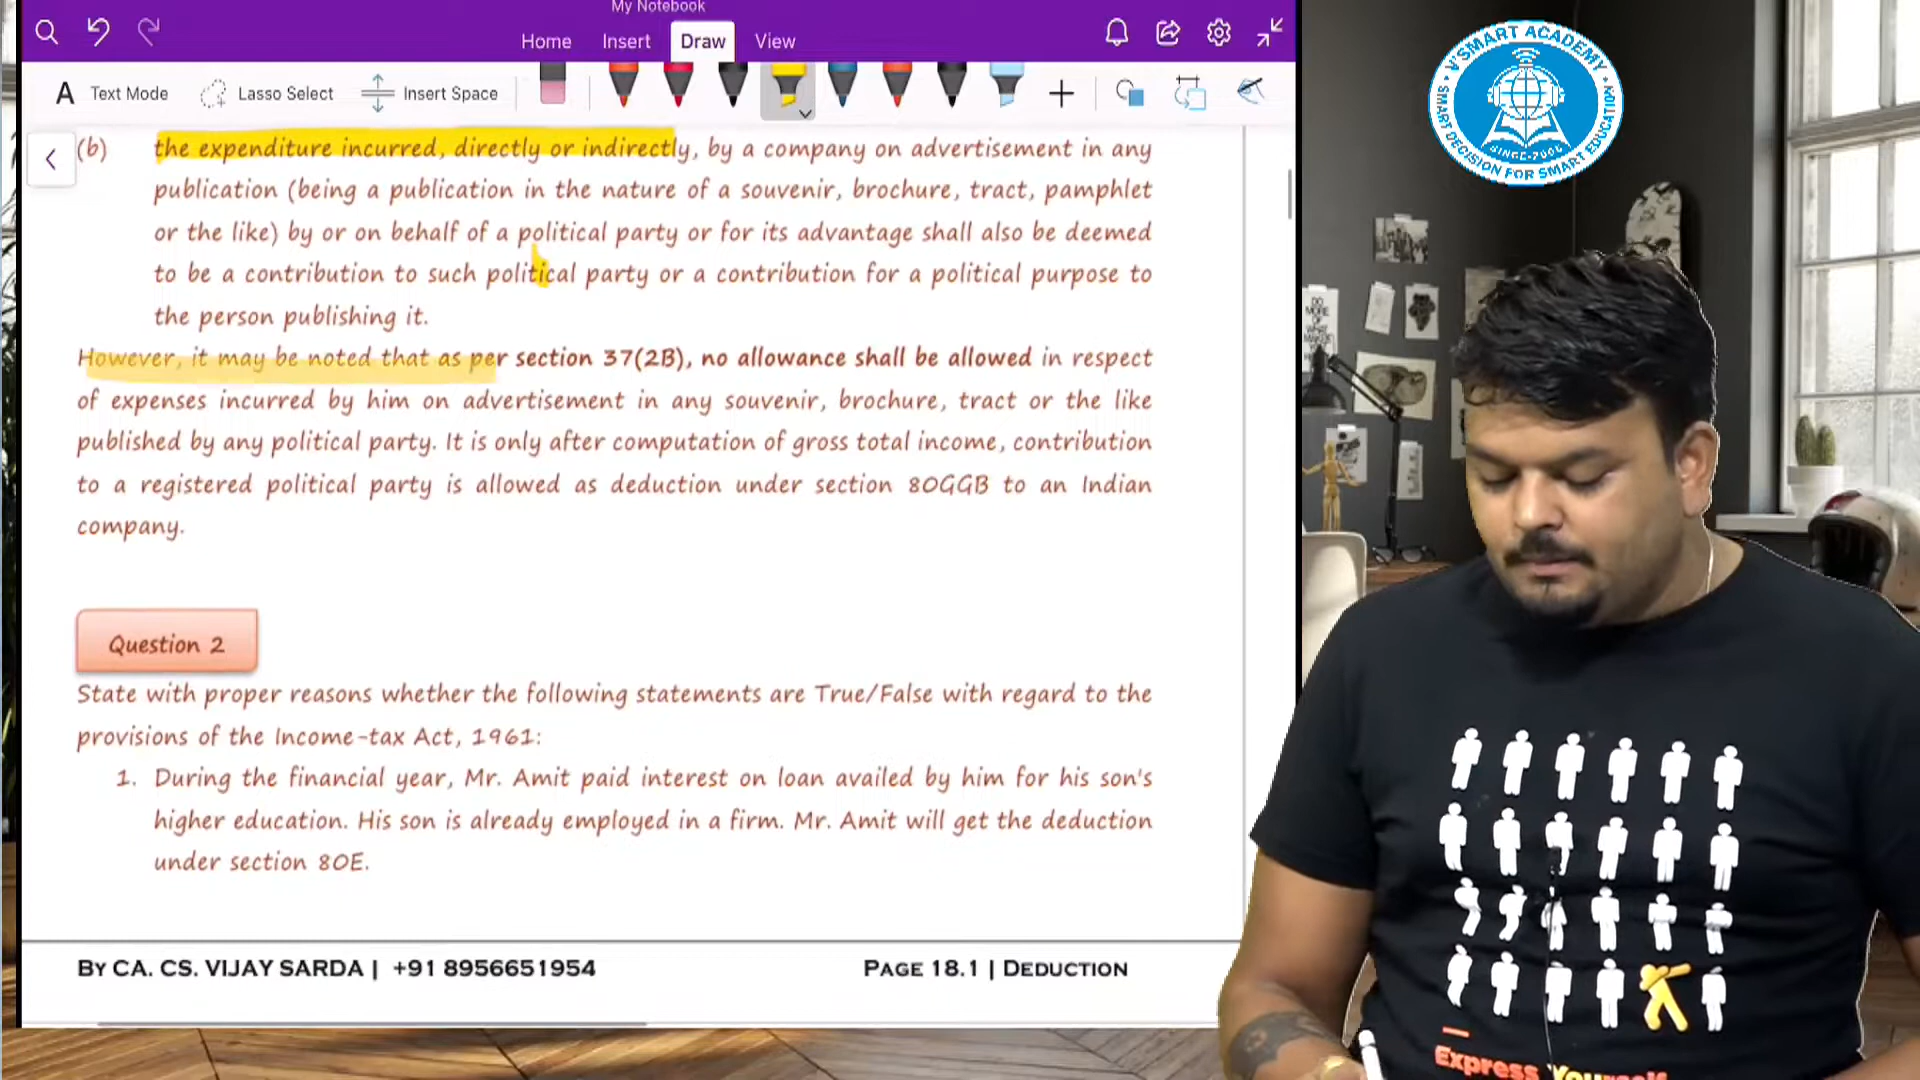 My Notebook
Home Insert Draw View
A Text Mode Lasso Select Insert Space
(b) the expenditure incurred, directly or indirectly, by a company on advertisement in any
publication (being a publication in the nature of a souvenir, brochure, tract, pamphlet
or the like) by or on behalf of a political party or for its advantage shall also be deemed
to be a contribution to such political party or a contribution for a political purpose to
the person publishing it.
However, it may be noted that as per section 37(2B), no allowance shall be allowed in respect
of expenses incurred by him on advertisement in any souvenir, brochure, tract or the like
published by any political party. It is only after computation of gross total income, contribution
to a registered political party is allowed as deduction under section 80GGB to an Indian
company.
Question 2
State with proper reasons whether the following statements are True/False with regard to the
provisions of the Income-tax Act, 1961:
1. During the financial year, Mr. Amit paid interest on loan availed by him for his son's
higher education. His son is already employed in a firm. Mr. Amit will get the deduction
under section 80E.
BY CA. CS. VIJAY SARDA | +91 8956651954
PAGE 18.1 | DEDUCTION
V'SMART ACADEMY
SINCE-2006
SMART DECISION FOR SMART EDUCATION
DO
MORE
OF
WHAT
MAKES
Express Yourself